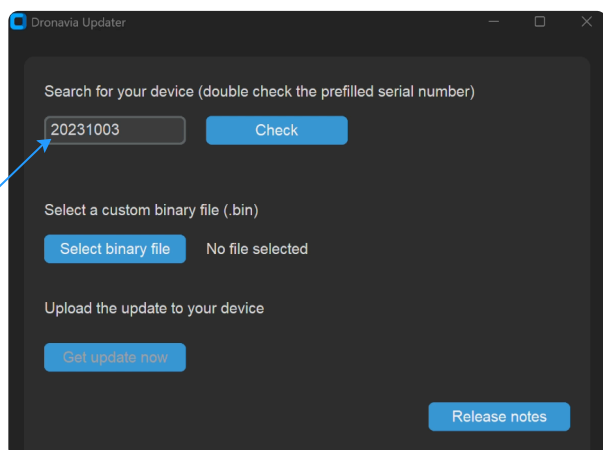 Dronavia Updater
Search for your device (double check the prefilled serial number)
20231003 Check
Select a custom binary file (.bin)
Select binary file No file selected
Upload the update to your device
Get update now
Release notes